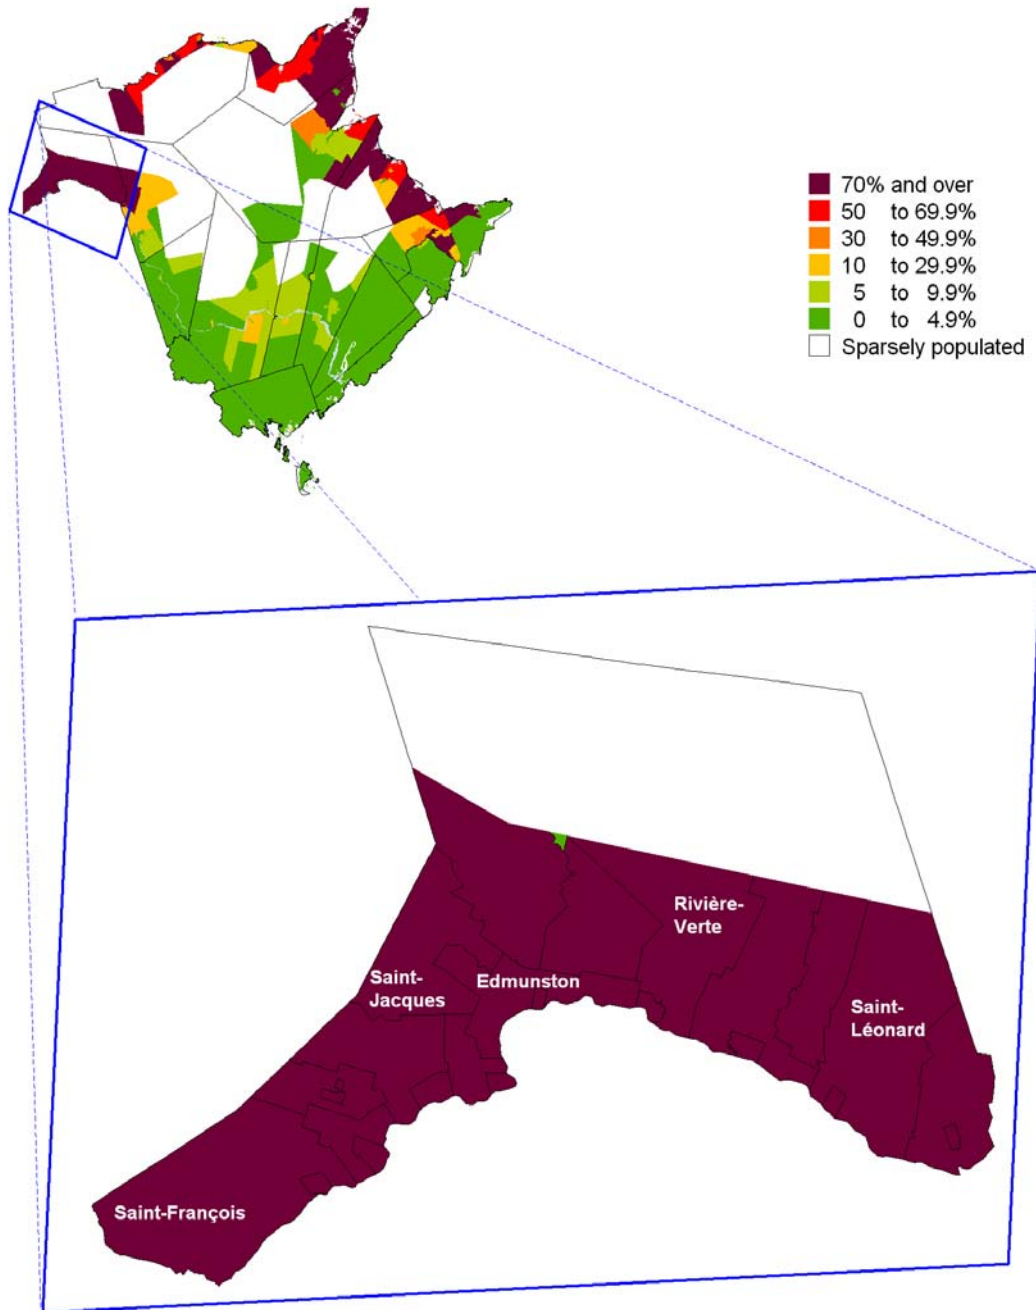 70% and over
50 to 69.9%
30 to 49.9%
10 to 29.9%
5 to 9.9%
0 to 4.9%
Sparsely populated
Rivière-
Verte
Saint-
Jacques
Edmunston
Saint-
Léonard
Saint-François